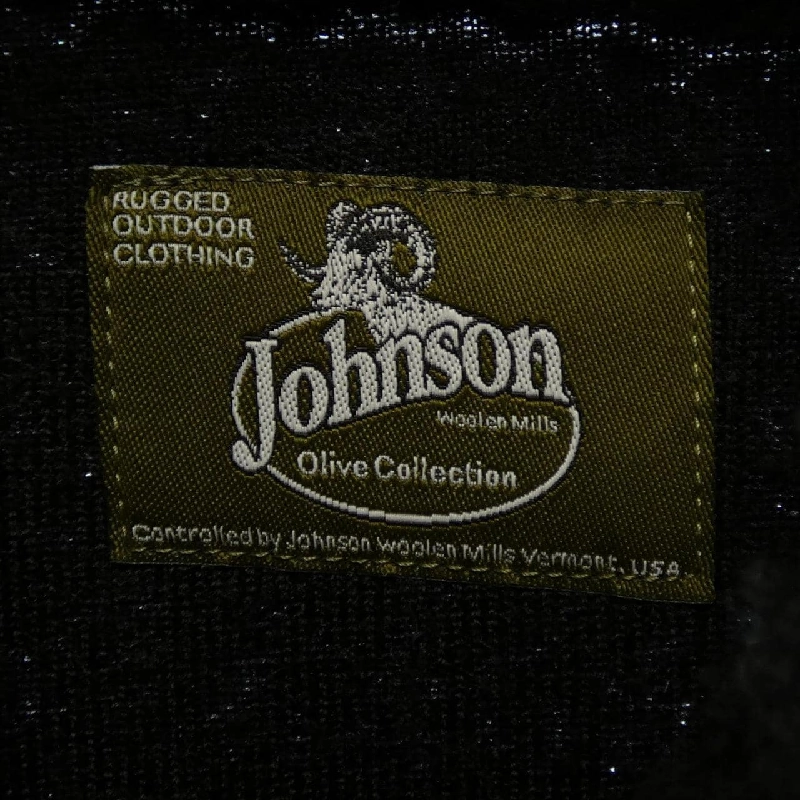 RUGGED
OUTDOOR
CLOTHING
Johnson
Woolen Mills
Olive Collection
Controlled by Johnson Woolen Mills Vermont. USA